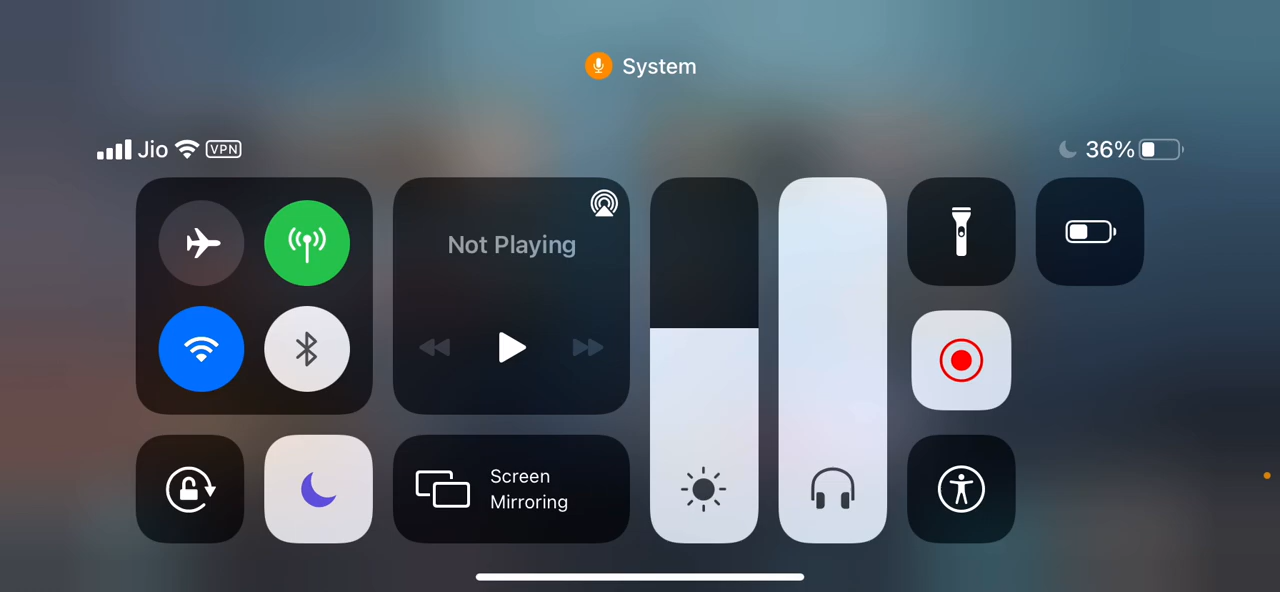 System
Jio VPN
36%
Not Playing
Screen
Mirroring